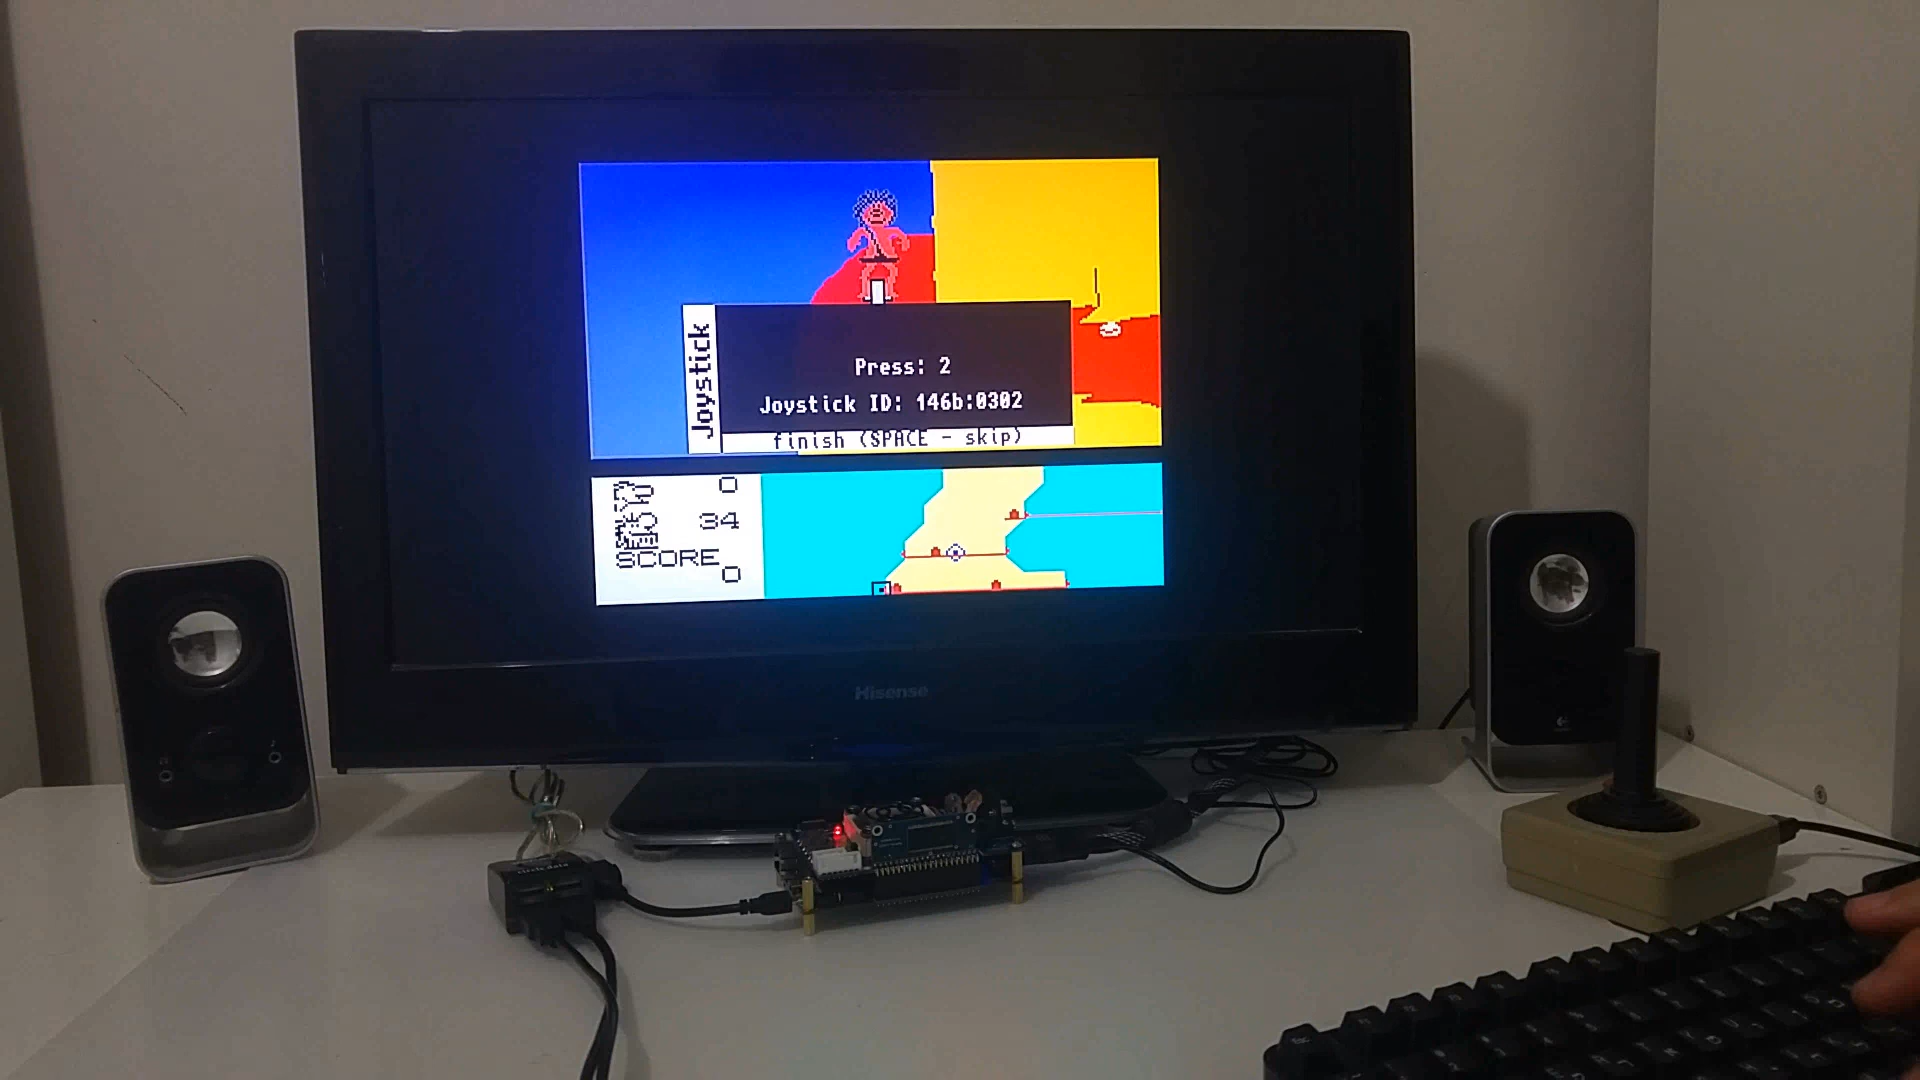 Joystick
Press: 2
Joystick ID: 146b:0302
finish (SPACE - skip)
0
34
SCORE
0
Hisense